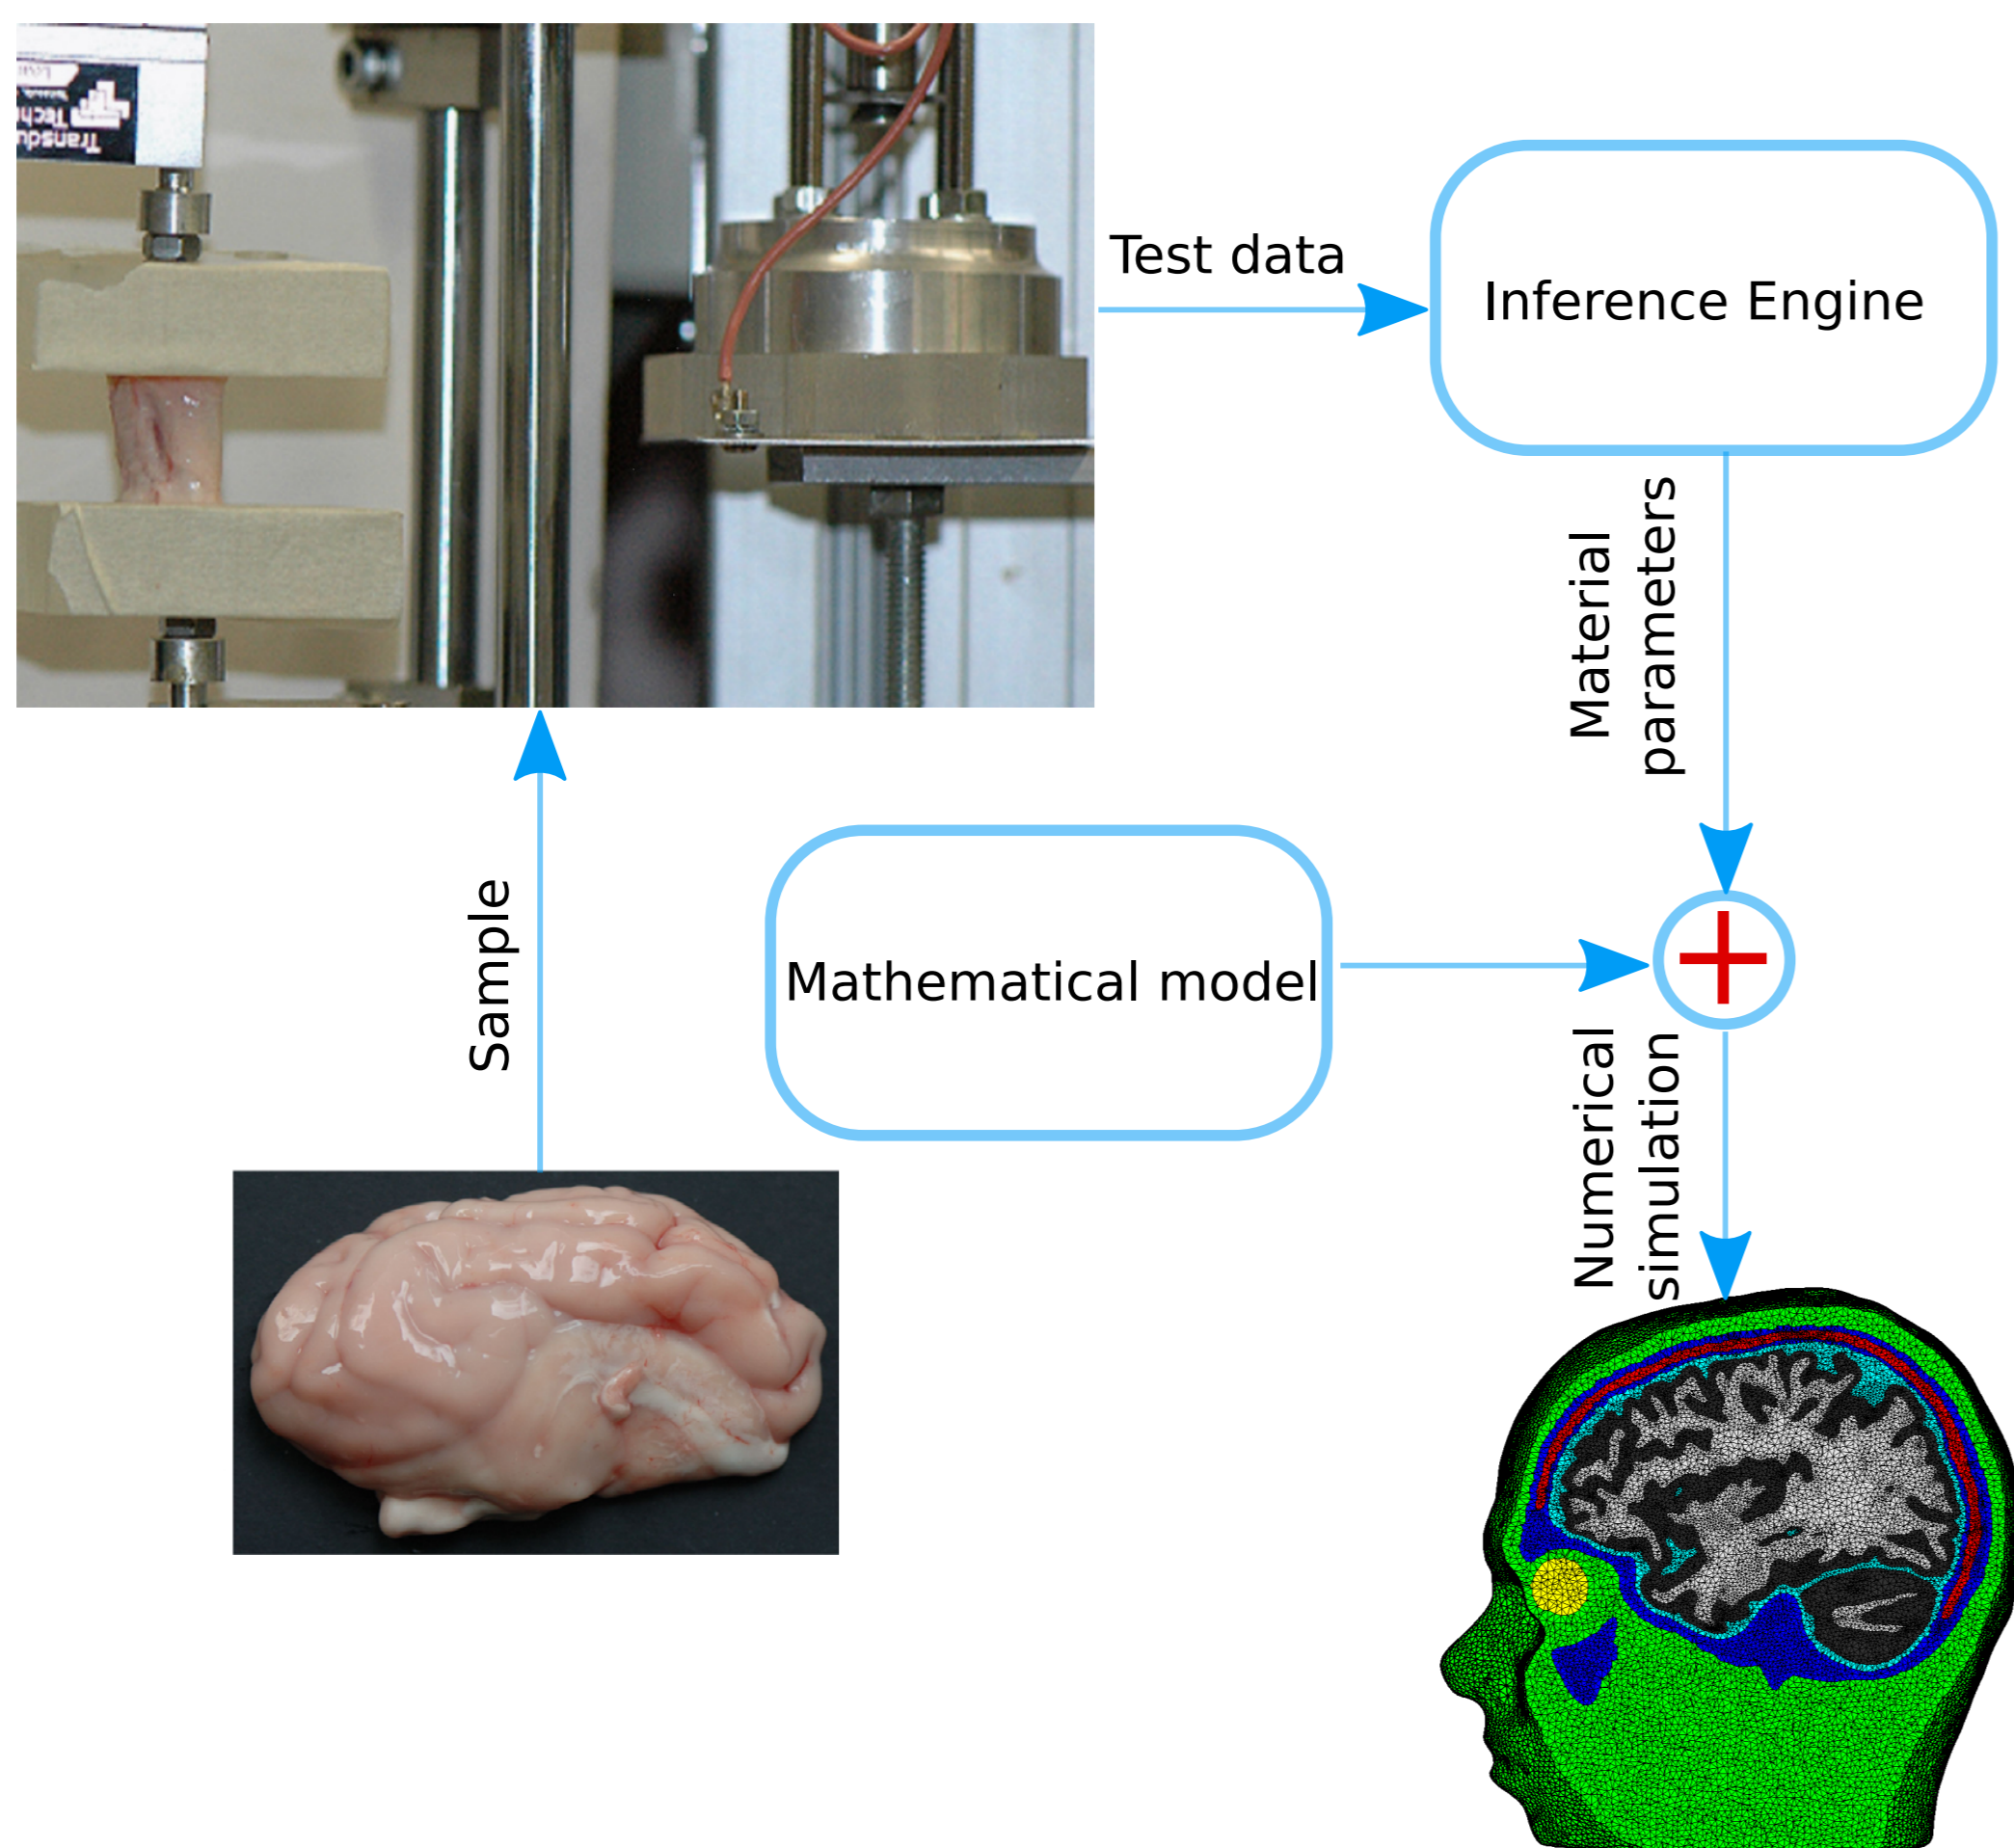 Test data
Inference Engine
Material
parameters
Sample
Mathematical model
Numerical
simulation